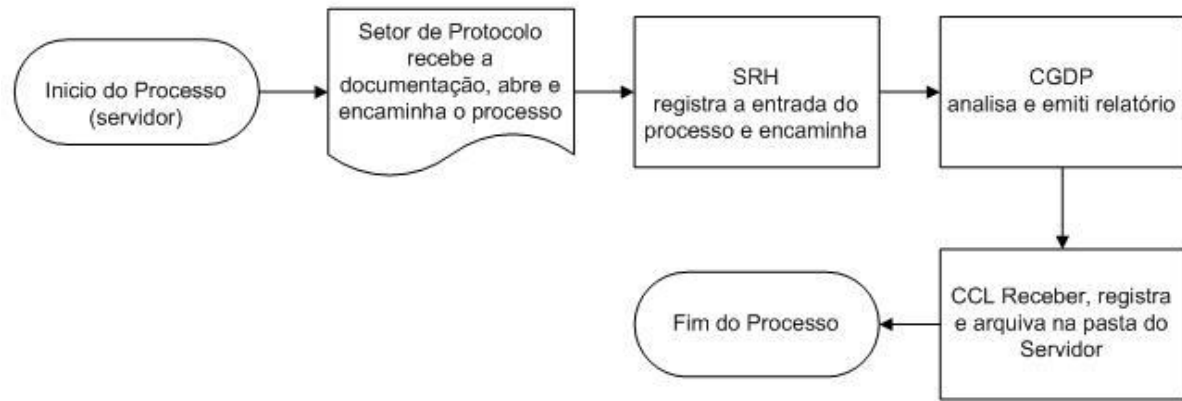 Inicio do Processo
(servidor)
Setor de Protocolo
recebe a
documentação, abre e
encaminha o processo
SRH
registra a entrada do
processo e encaminha
CGDP
analisa e emiti relatório
CCL Receber, registra
e arquiva na pasta do
Servidor
Fim do Processo